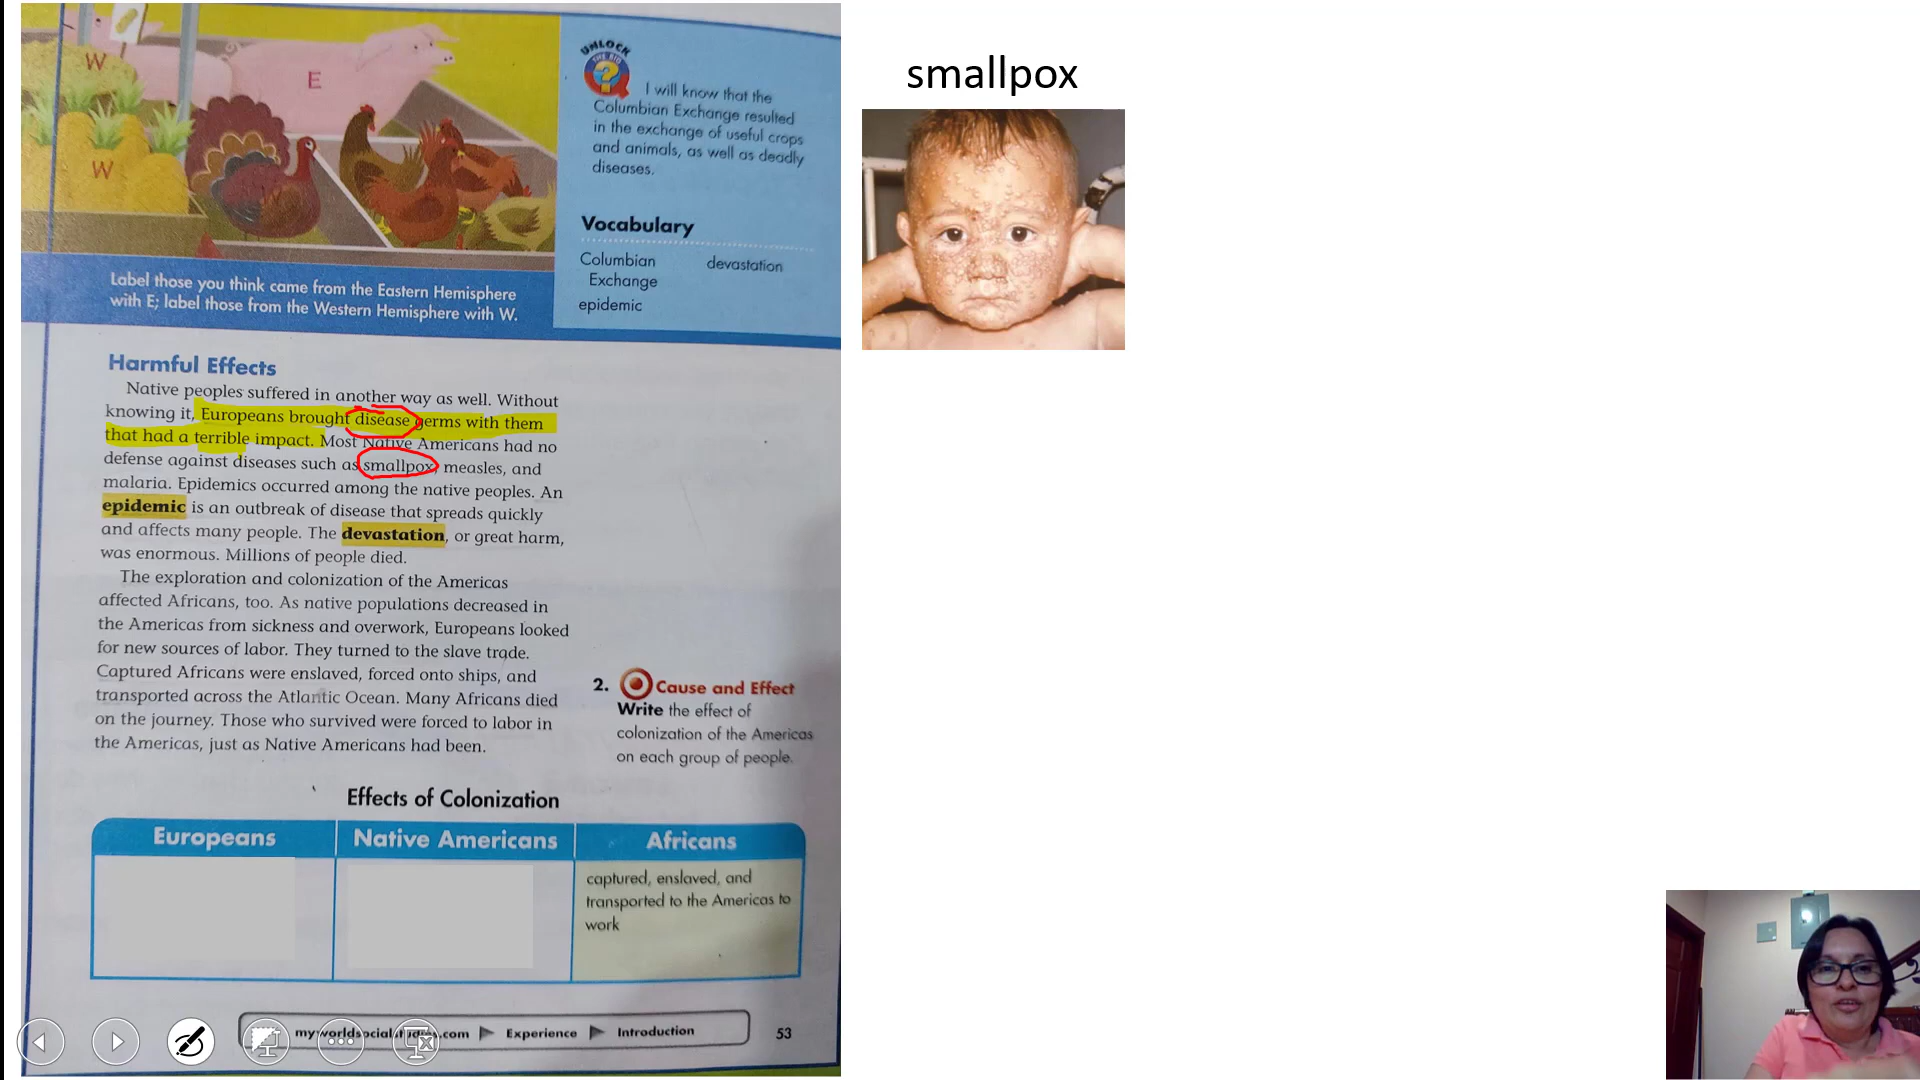 W
E
W
UNLOCK
THE BIG
?
I will know that the
Columbian Exchange resulted
in the exchange of useful crops
and animals, as well as deadly
diseases.
Vocabulary
Columbian devastation
Exchange
epidemic
Label those you think came from the Eastern Hemisphere
with E; label those from the Western Hemisphere with W.
Harmful Effects
Native peoples suffered in another way as well. Without
knowing it, Europeans brought disease germs with them
that had a terrible impact. Most Native Americans had no
defense against diseases such as smallpox, measles, and
malaria. Epidemics occurred among the native peoples. An
epidemic is an outbreak of disease that spreads quickly
and affects many people. The devastation, or great harm,
was enormous. Millions of people died.
The exploration and colonization of the Americas
affected Africans, too. As native populations decreased in
the Americas from sickness and overwork, Europeans looked
for new sources of labor. They turned to the slave trade.
Captured Africans were enslaved, forced onto ships, and
transported across the Atlantic Ocean. Many Africans died
on the journey. Those who survived were forced to labor in
the Americas, just as Native Americans had been.
2. Cause and Effect
Write the effect of
colonization of the Americas
on each group of people.
Effects of Colonization
Europeans Native Americans Africans
captured, enslaved, and
transported to the Americas to
work
myworldsocialstudies.com Experience Introduction
53
smallpox